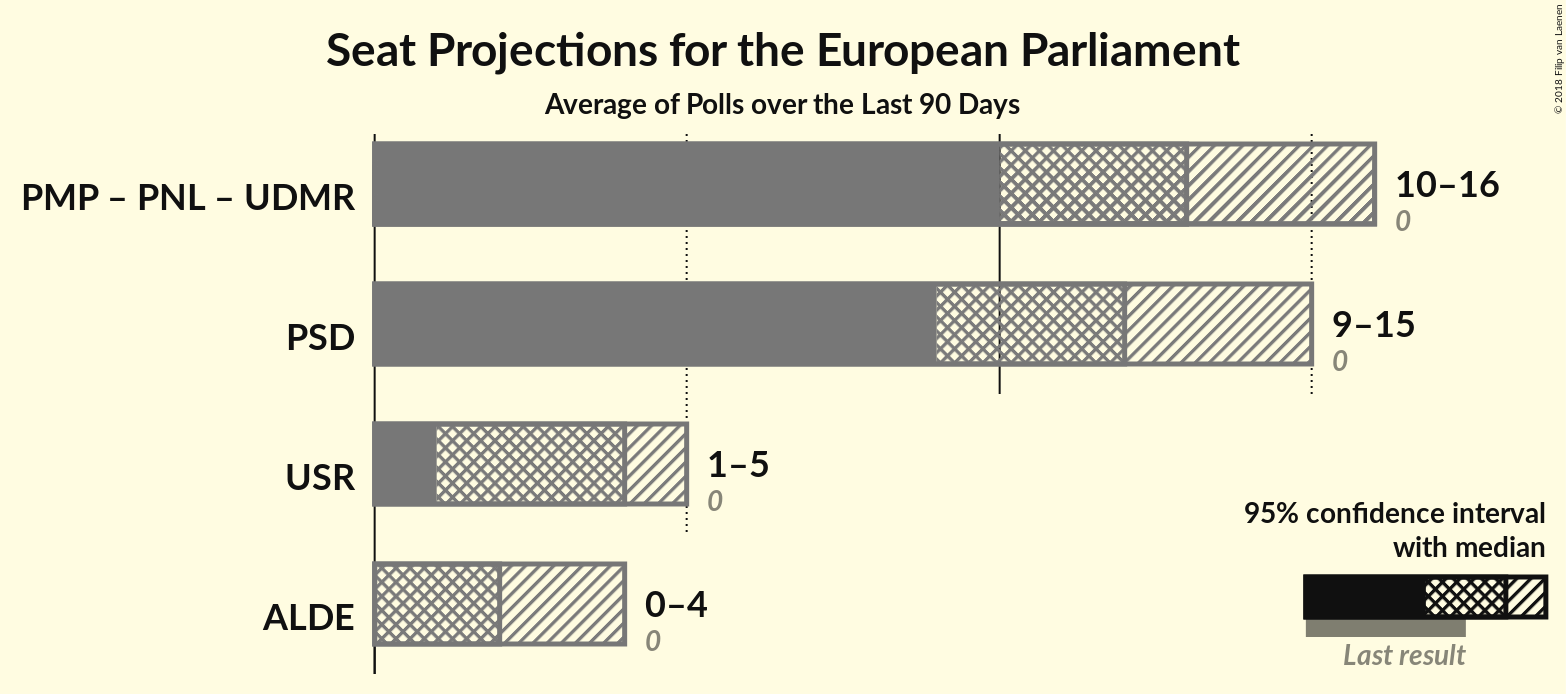 Seat Projections for the European Parliament
Average of Polls over the Last 90 Days
© 2018 Filip van Laenen
PMP – PNL – UDMR
10–16
0
PSD
9–15
0
USR
1–5
0
ALDE
0–4
0
95% confidence interval
with median
Last result